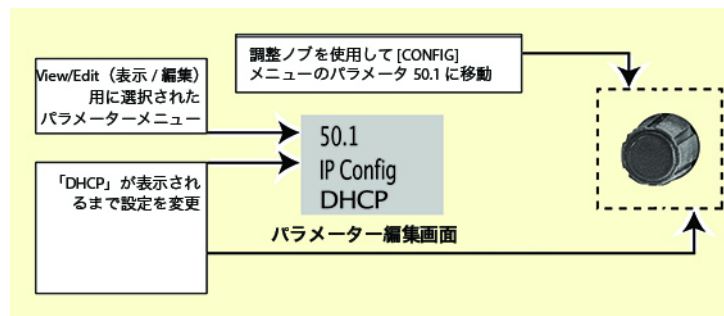 調整ノブを使用して [CONFIG]
メニューのパラメータ 50.1 に移動
View/Edit（表示 / 編集）
用に選択された
パラメーターメニュー
50.1
IP Config
DHCP
「DHCP」が表示され
るまで設定を変更
パラメーター編集画面